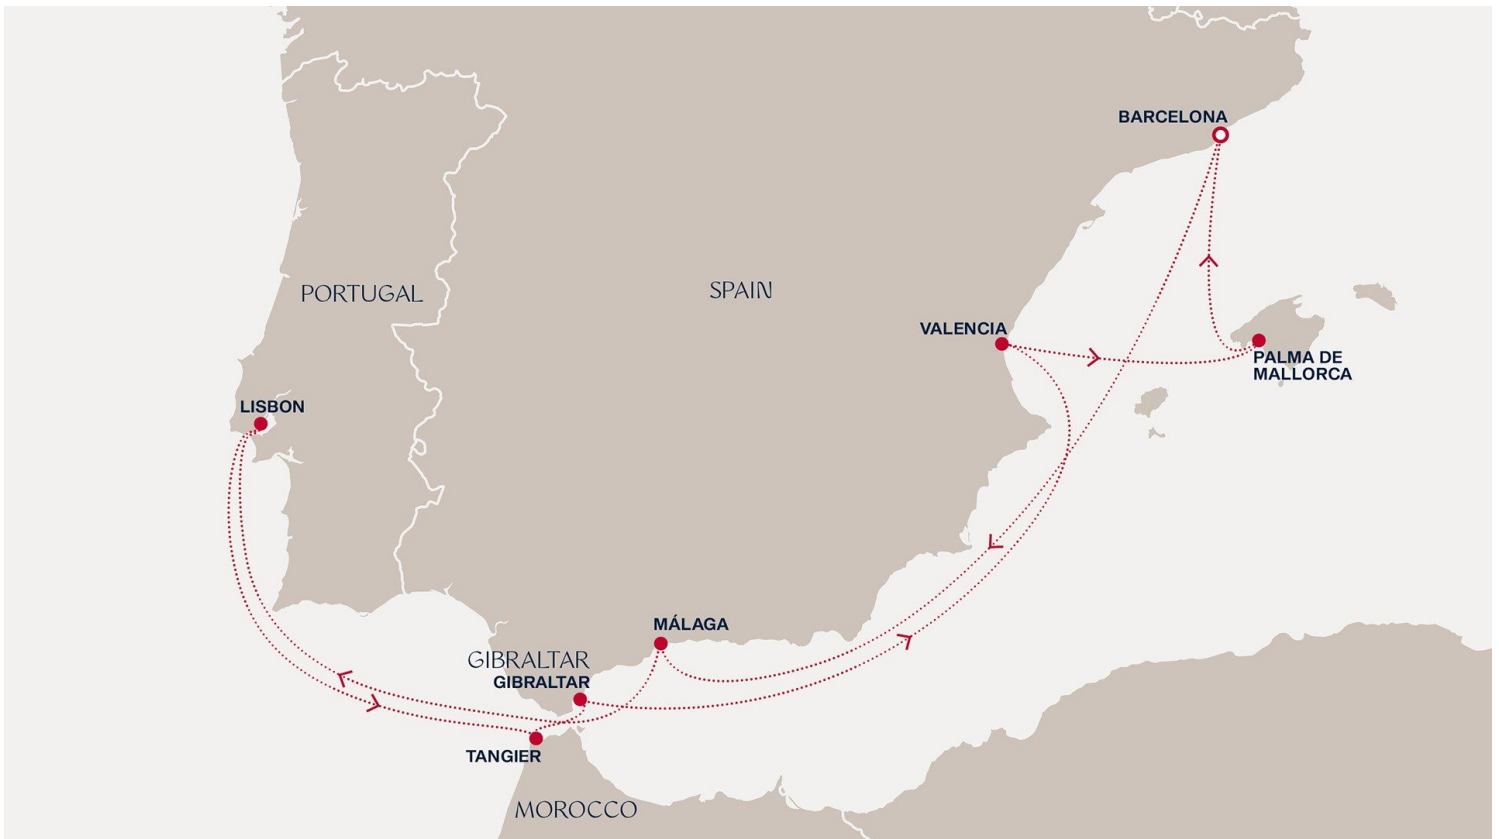 BARCELONA
PORTUGAL
SPAIN
VALENCIA
PALMA DE
MALLORCA
LISBON
MÁLAGA
GIBRALTAR
GIBRALTAR
TANGIER
MOROCCO